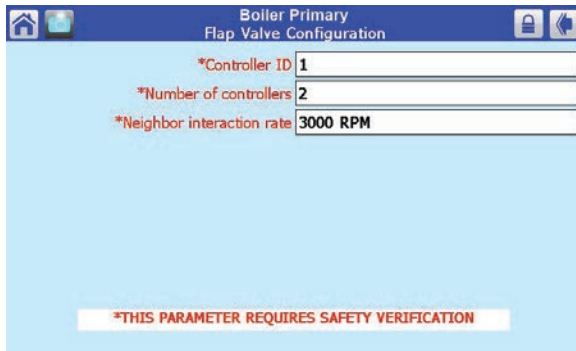 Boiler Primary
Flap Valve Configuration
*Controller ID 1
*Number of controllers 2
*Neighbor interaction rate 3000 RPM
*THIS PARAMETER REQUIRES SAFETY VERIFICATION